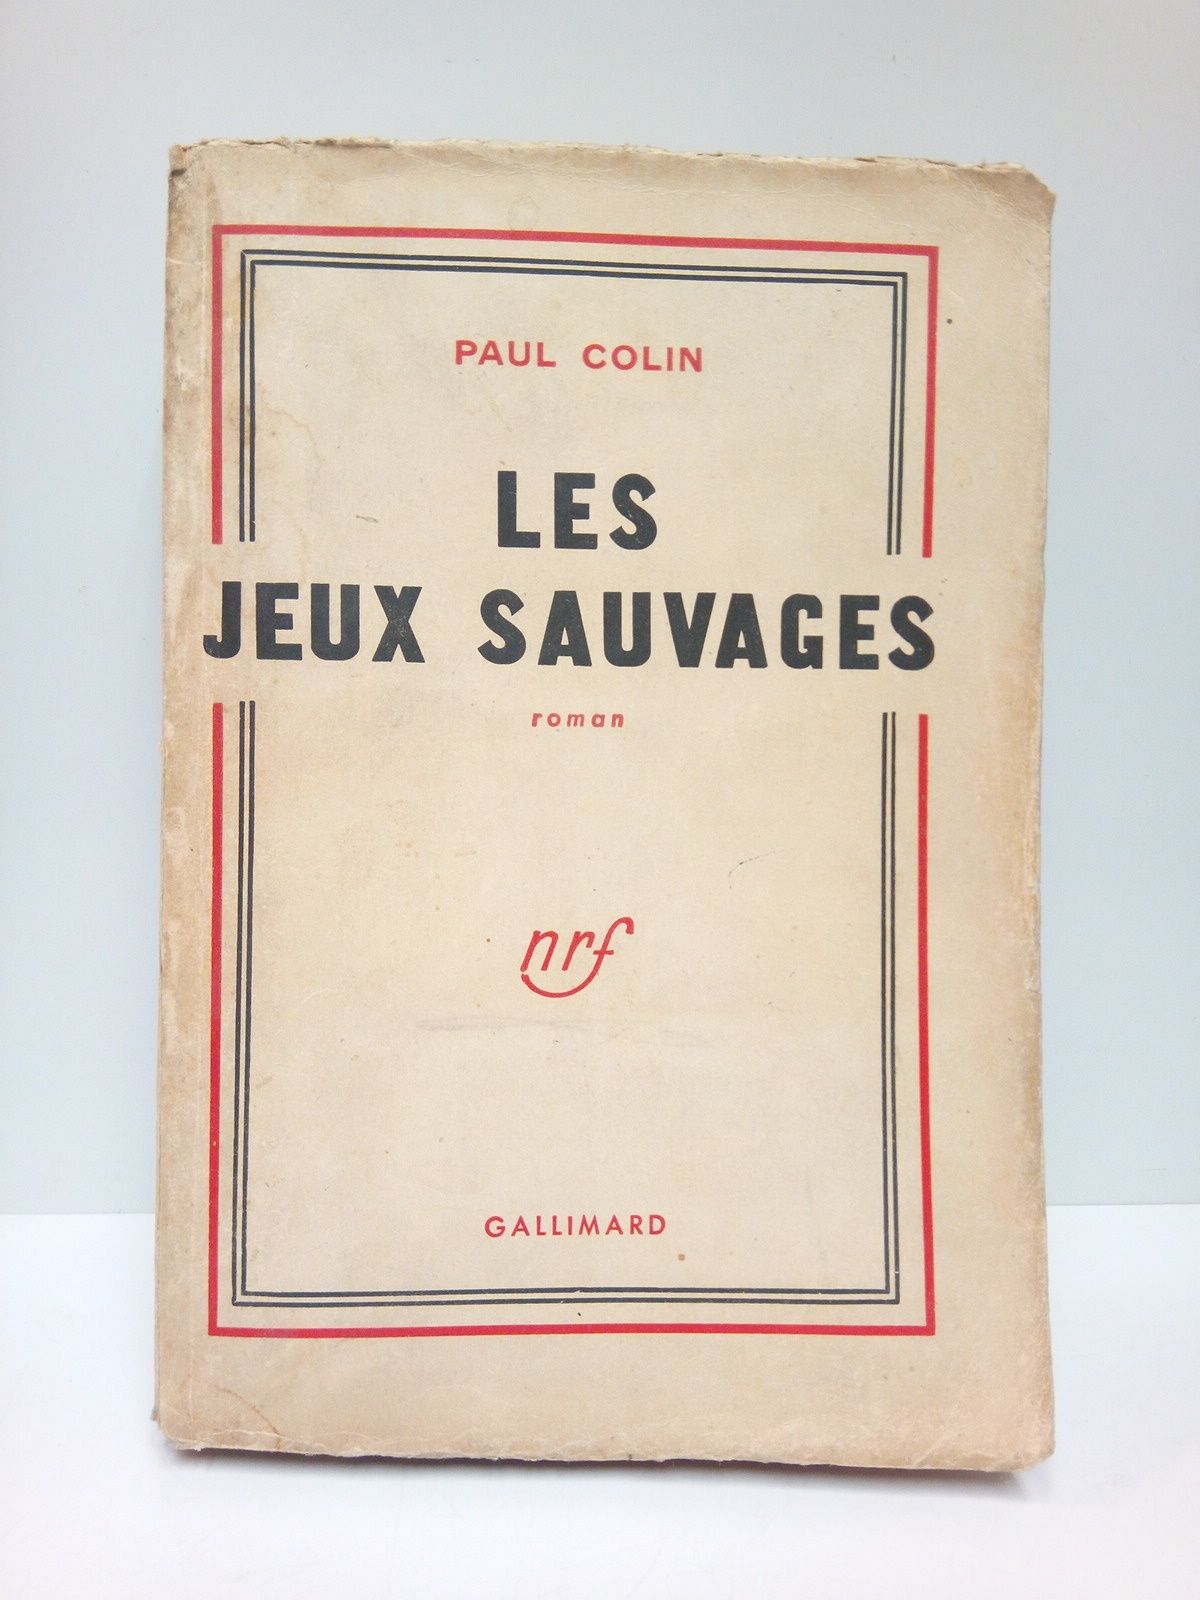 PAUL COLIN
LES
JEUX SAUVAGES
roman
nrf
GALLIMARD